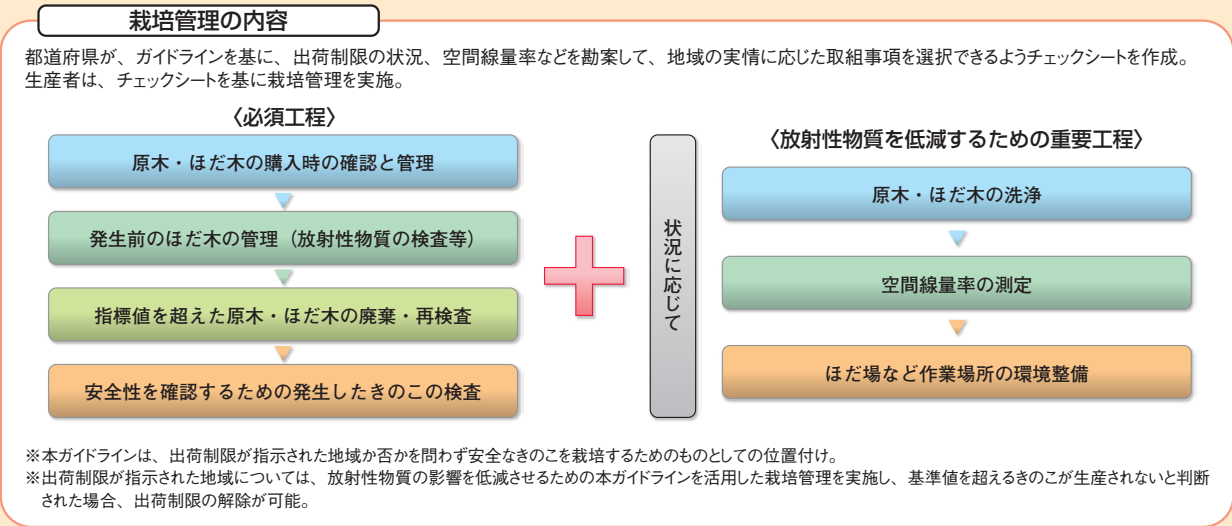 栽培管理の内容
都道府県が、ガイドラインを基に、出荷制限の状況、空間線量率などを勘案して、地域の実情に応じた取組事項を選択できるようチェックシートを作成。
生産者は、チェックシートを基に栽培管理を実施。
〈必須工程〉
原木・ほだ木の購入時の確認と管理
発生前のほだ木の管理（放射性物質の検査等）
指標値を超えた原木・ほだ木の廃棄・再検査
安全性を確認するための発生したきのこの検査
状況に応じて
〈放射性物質を低減するための重要工程〉
原木・ほだ木の洗浄
空間線量率の測定
ほだ場など作業場所の環境整備
※本ガイドラインは、出荷制限が指示された地域か否かを問わず安全なきのこを栽培するためのものとしての位置付け。
※出荷制限が指示された地域については、放射性物質の影響を低減させるための本ガイドラインを活用した栽培管理を実施し、基準値を超えるきのこが生産されないと判断
された場合、出荷制限の解除が可能。